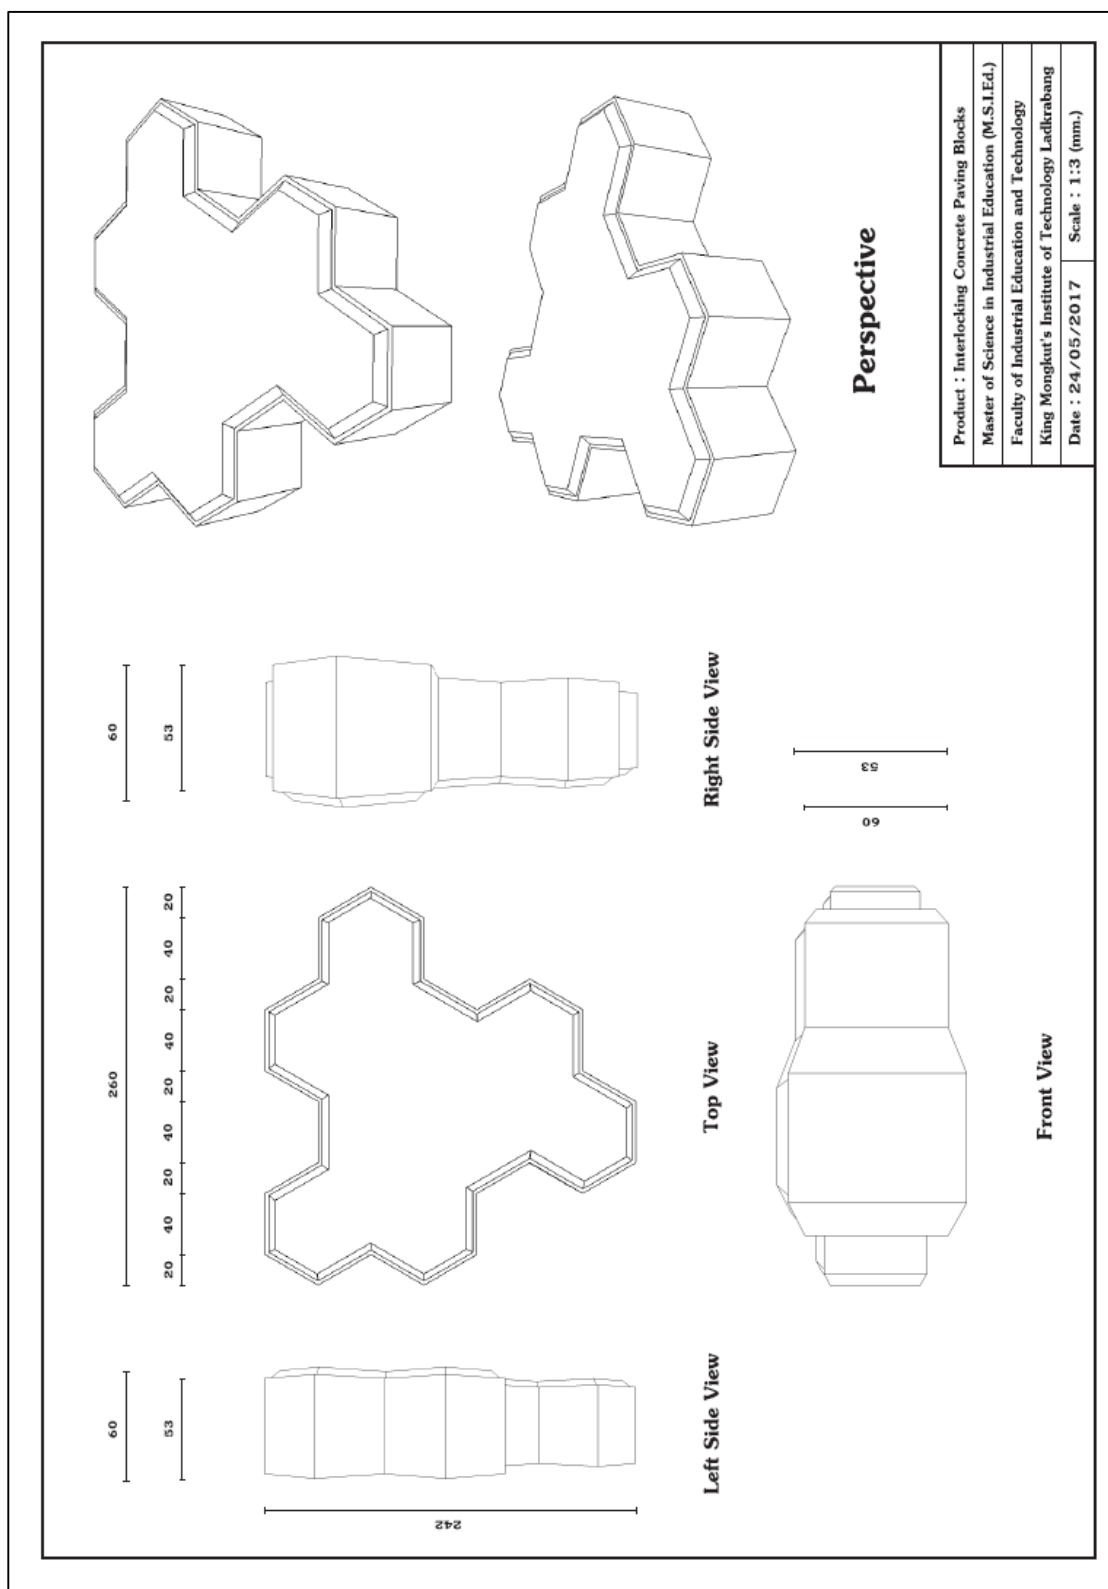 60
53
242
Left Side View
260
20
40
20
40
20
40
20
40
20
Top View
60
53
Right Side View
Front View
60
53
Perspective
Product : Interlocking Concrete Paving Blocks
Master of Science in Industrial Education (M.S.I.Ed.)
Faculty of Industrial Education and Technology
King Mongkut's Institute of Technology Ladkrabang
Date : 24/05/2017 Scale : 1:3 (mm.)